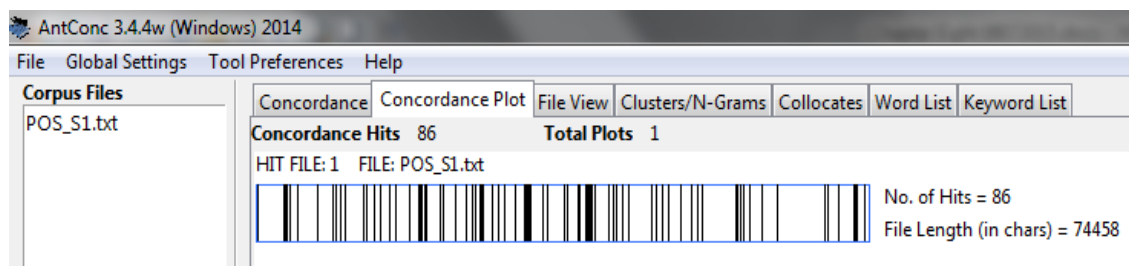 AntConc 3.4.4w (Windows) 2014
File Global Settings Tool Preferences Help
Corpus Files
POS_S1.txt
Concordance Concordance Plot File View Clusters/N-Grams Collocates Word List Keyword List
Concordance Hits 86 Total Plots 1
HIT FILE: 1 FILE: POS_S1.txt
No. of Hits = 86
File Length (in chars) = 74458